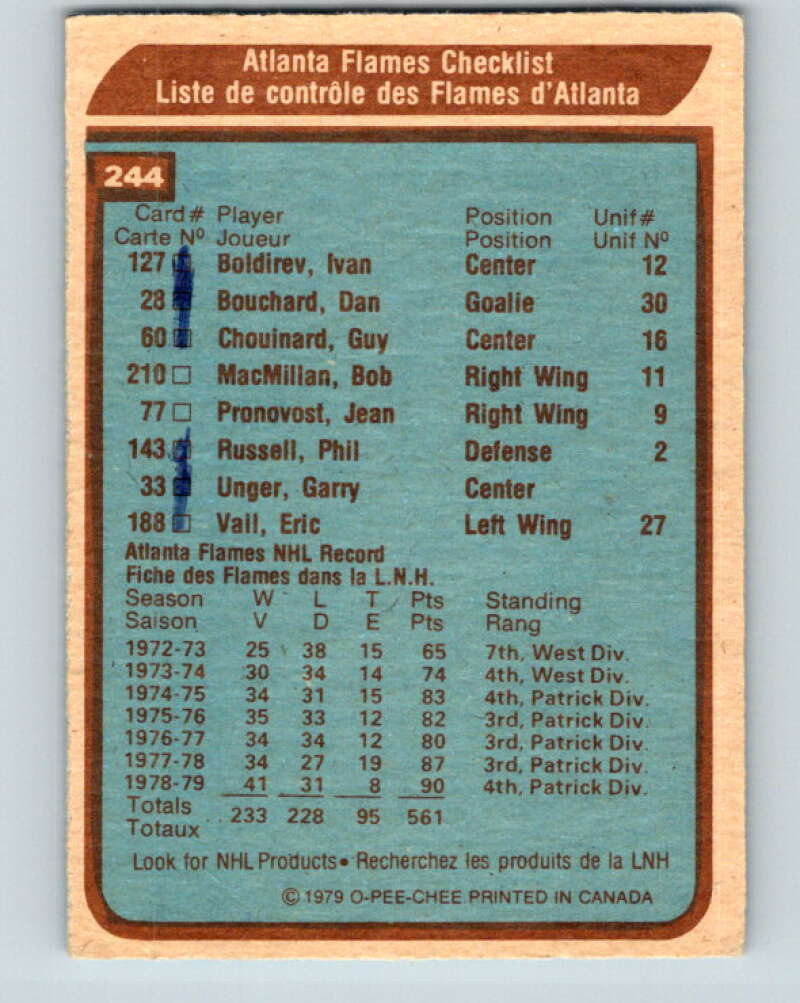 Atlanta Flames Checklist
Liste de contrôle des Flames d'Atlanta
244
Card # Player Position Unif #
Carte Nº Joueur Position Unif Nº
127 □ Boldirev, Ivan Center 12
28 □ Bouchard, Dan Goalie 30
60 □ Chouinard, Guy Center 16
210 □ MacMillan, Bob Right Wing 11
77 □ Pronovost, Jean Right Wing 9
143 □ Russell, Phil Defense 2
33 □ Unger, Garry Center
188 □ Vail, Eric Left Wing 27
Atlanta Flames NHL Record
Fiche des Flames dans la L.N.H.
Season W L T Pts Standing
Saison V D E Pts Rang
1972-73 25 38 15 65 7th, West Div.
1973-74 30 34 14 74 4th, West Div.
1974-75 34 31 15 83 4th, Patrick Div.
1975-76 35 33 12 82 3rd, Patrick Div.
1976-77 34 34 12 80 3rd, Patrick Div.
1977-78 34 27 19 87 3rd, Patrick Div.
1978-79 41 31 8 90 4th, Patrick Div.
Totals
Totaux .. 233 228 95 561
Look for NHL Products • Recherchez les produits de la LNH
© 1979 O-PEE-CHEE PRINTED IN CANADA